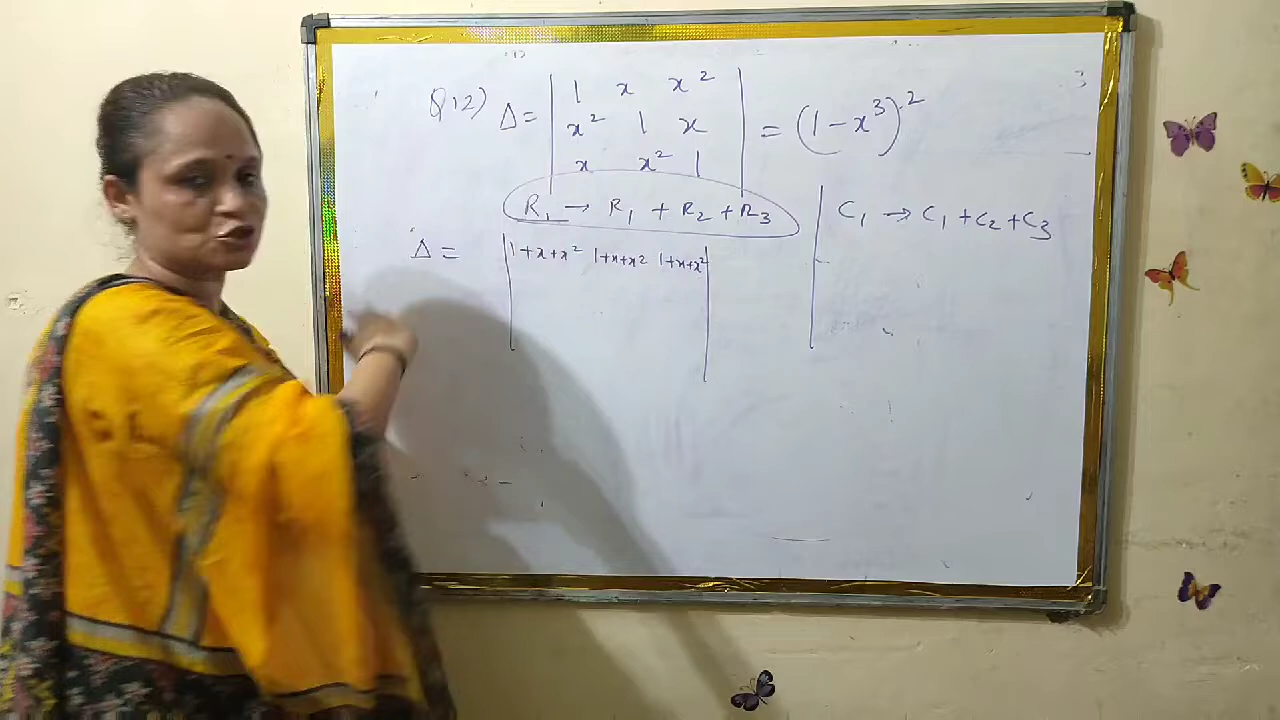 Q12) Δ = | 1 x x² |
| x² 1 x | = (1-x³)²
| x x² 1 |
R₁ → R₁ + R₂ + R₃
C₁ → C₁ + C₂ + C₃
Δ = | 1+x+x² 1+x+x² 1+x+x² |
3